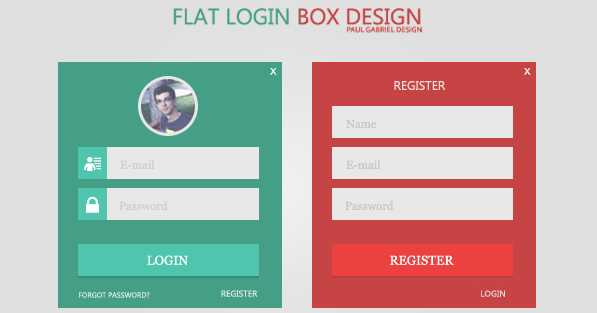 FLAT LOGIN BOX DESIGN
PAUL GABRIEL DESIGN
X
E-mail
Password
LOGIN
FORGOT PASSWORD?
REGISTER
X
REGISTER
Name
E-mail
Password
REGISTER
LOGIN